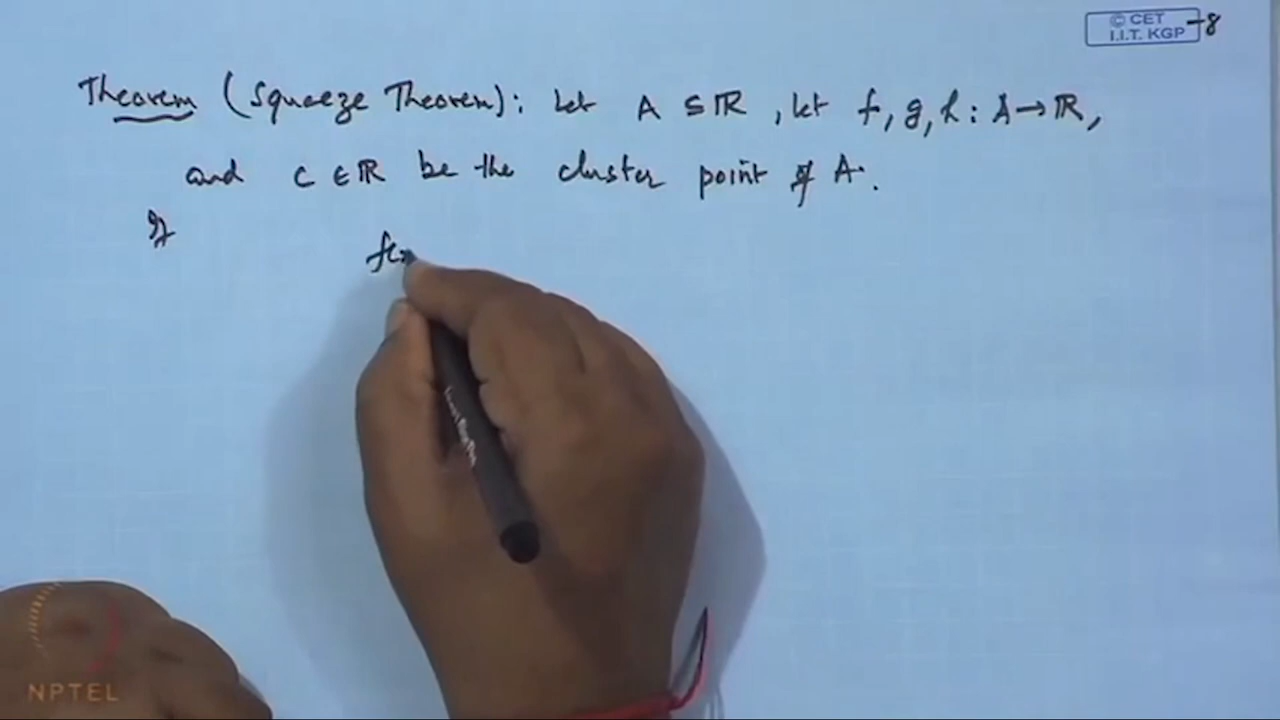 © CET
I.I.T. KGP -8
Theorem (Squeeze Theorem): Let A ⊆ ℝ, let f, g, h: A→ℝ,
and c ∈ ℝ be the cluster point of A.
If
f(x
NPTEL